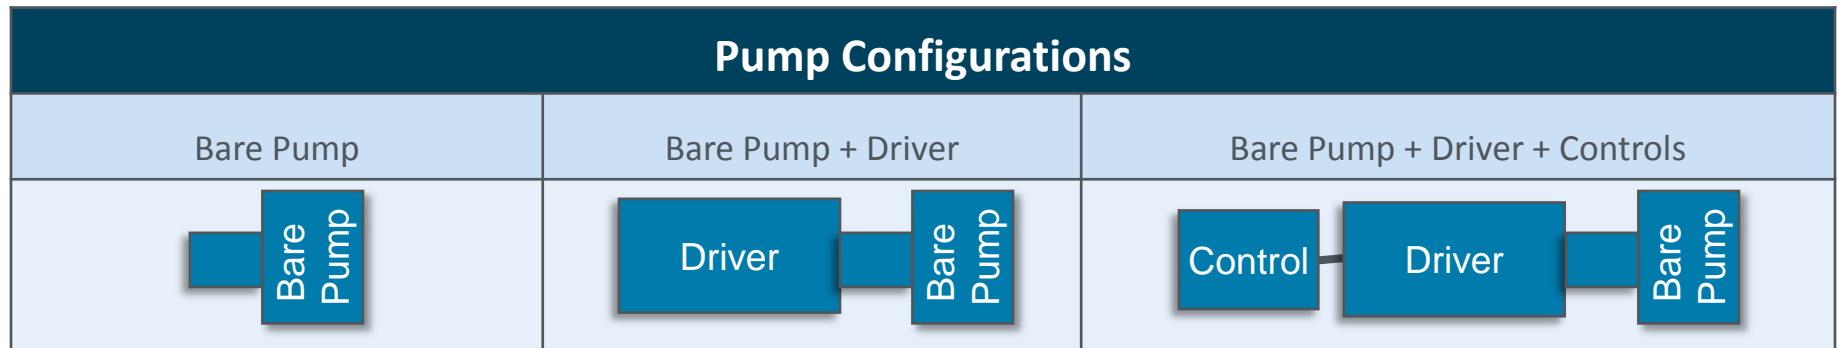 Pump Configurations
Bare Pump
Bare Pump + Driver
Bare Pump + Driver + Controls
Bare
Pump
Driver
Bare
Pump
Control
Driver
Bare
Pump